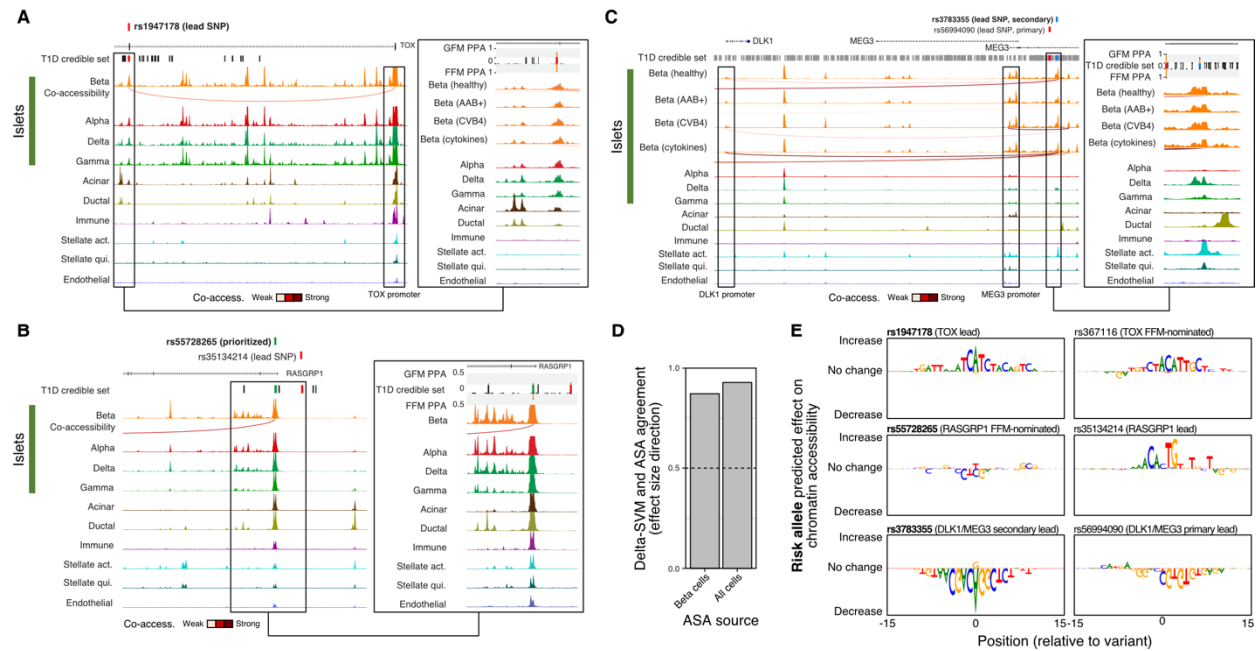 A
rs1947178 (lead SNP)
TOX
T1D credible set
Beta
Co-accessibility
Alpha
Delta
Gamma
Acinar
Ductal
Immune
Stellate act.
Stellate qui.
Endothelial
Islets
TOX promoter
Co-access. Weak Strong
GFM PPA 1
0
FFM PPA 1
Beta (healthy)
Beta (AAB+)
Beta (CVB4)
Beta (cytokines)
Alpha
Delta
Gamma
Acinar
Ductal
Immune
Stellate act.
Stellate qui.
Endothelial
B
rs55728265 (prioritized)
rs35134214 (lead SNP)
RASGRP1
T1D credible set
Beta
Co-accessibility
Alpha
Delta
Gamma
Acinar
Ductal
Immune
Stellate act.
Stellate qui.
Endothelial
Islets
Co-access. Weak Strong
RASGRP1
GFM PPA 0.5
T1D credible set 0
FFM PPA 0.5
Beta
Alpha
Delta
Gamma
Acinar
Ductal
Immune
Stellate act.
Stellate qui.
Endothelial
C
rs3783355 (lead SNP, secondary)
rs56994090 (lead SNP, primary)
DLK1
MEG3
MEG3
T1D credible set
Beta (healthy)
Beta (AAB+)
Beta (CVB4)
Beta (cytokines)
Alpha
Delta
Gamma
Acinar
Ductal
Immune
Stellate act.
Stellate qui.
Endothelial
Islets
DLK1 promoter
MEG3 promoter
Co-access. Weak Strong
GFM PPA 1
T1D credible set 0
FFM PPA 1
Beta (healthy)
Beta (AAB+)
Beta (CVB4)
Beta (cytokines)
Alpha
Delta
Gamma
Acinar
Ductal
Immune
Stellate act.
Stellate qui.
Endothelial
D
Delta-SVM and ASA agreement
(effect size direction)
1.0
0.5
0.0
Beta cells
All cells
ASA source
E
Risk allele predicted effect on
chromatin accessibility
rs1947178 (TOX lead)
rs367116 (TOX FFM-nominated)
Increase
No change
Decrease
rs55728265 (RASGRP1 FFM-nominated)
rs35134214 (RASGRP1 lead)
Increase
No change
Decrease
rs3783355 (DLK1/MEG3 secondary lead)
rs56994090 (DLK1/MEG3 primary lead)
Increase
No change
Decrease
-15 0 15-15 0 15
Position (relative to variant)